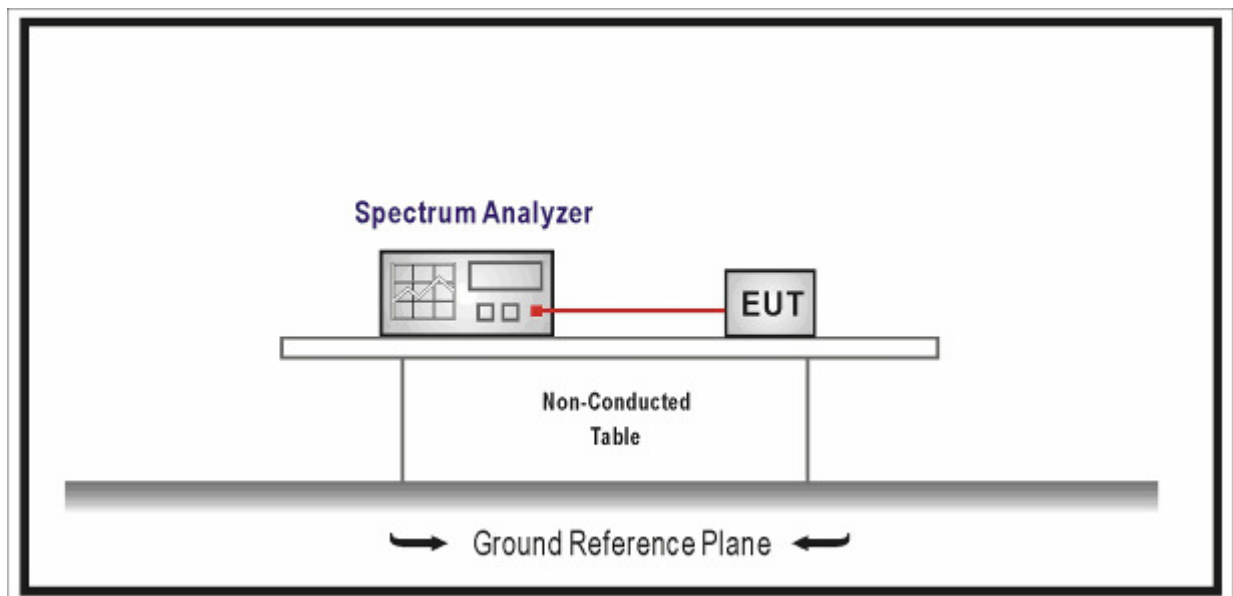 Spectrum Analyzer
EUT
Non-Conducted
Table
Ground Reference Plane